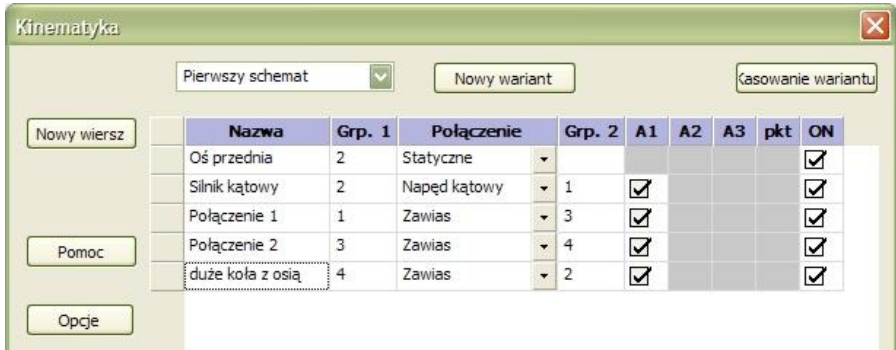 Kinematyka
Pierwszy schemat Nowy wariant Kasowanie wariantu
Nowy wiersz
Nazwa Grp. 1 Połączenie Grp. 2 A1 A2 A3 pkt ON
Oś przednia 2 Statyczne
Silnik kątowy 2 Napęd kątowy 1
Połączenie 1 1 Zawias 3
Połączenie 2 3 Zawias 4
duże koła z osią 4 Zawias 2
Pomoc
Opcje